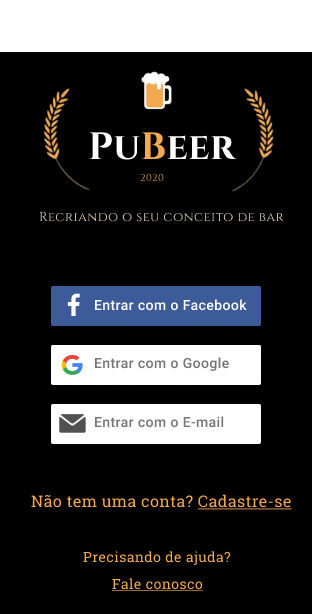 PuBeer
2020
Recriando o seu conceito de bar
Entrar com o Facebook
Entrar com o Google
Entrar com o E-mail
Não tem uma conta? Cadastre-se
Precisando de ajuda?
Fale conosco